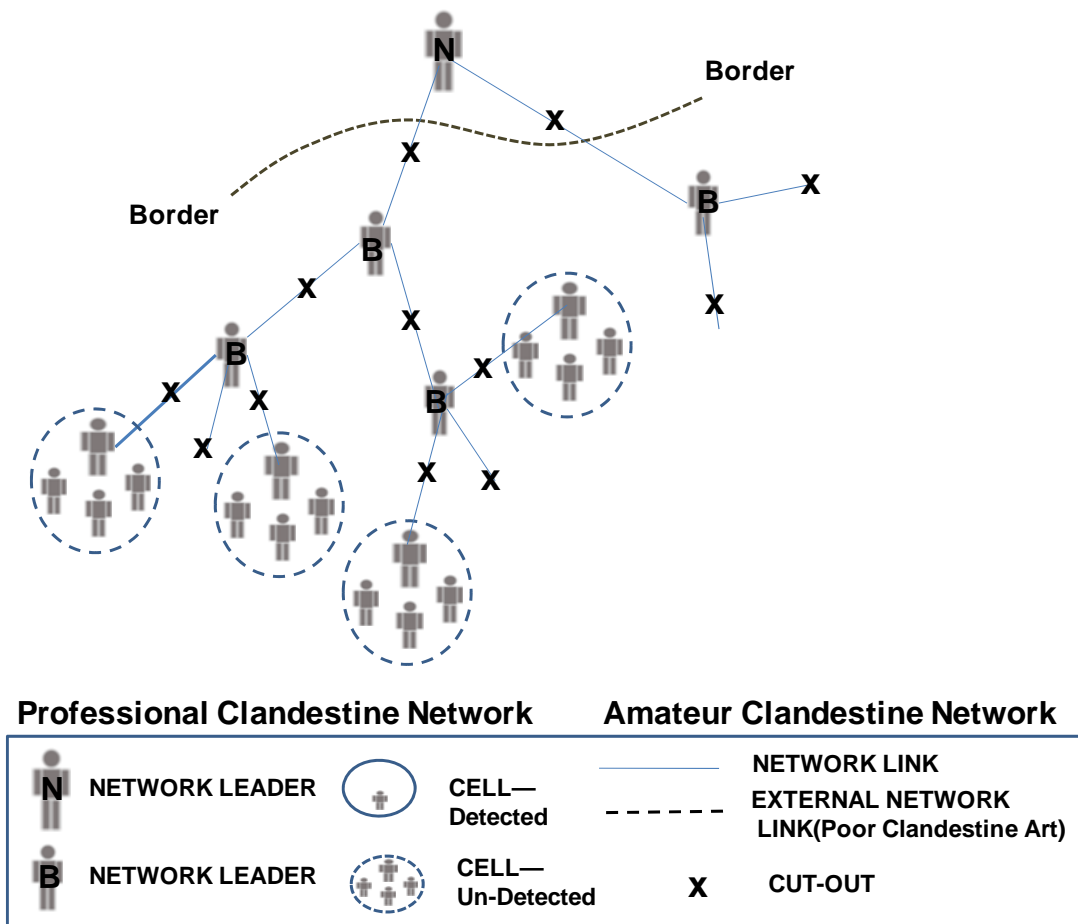 N
Border
X
Border
X
X
B
B
X
X
X
B
X
B
X
X
X
X
X
Professional Clandestine Network
Amateur Clandestine Network
N
NETWORK LEADER
CELL—
Detected
NETWORK LINK
EXTERNAL NETWORK
LINK(Poor Clandestine Art)
B
NETWORK LEADER
CELL—
Un-Detected
X
CUT-OUT